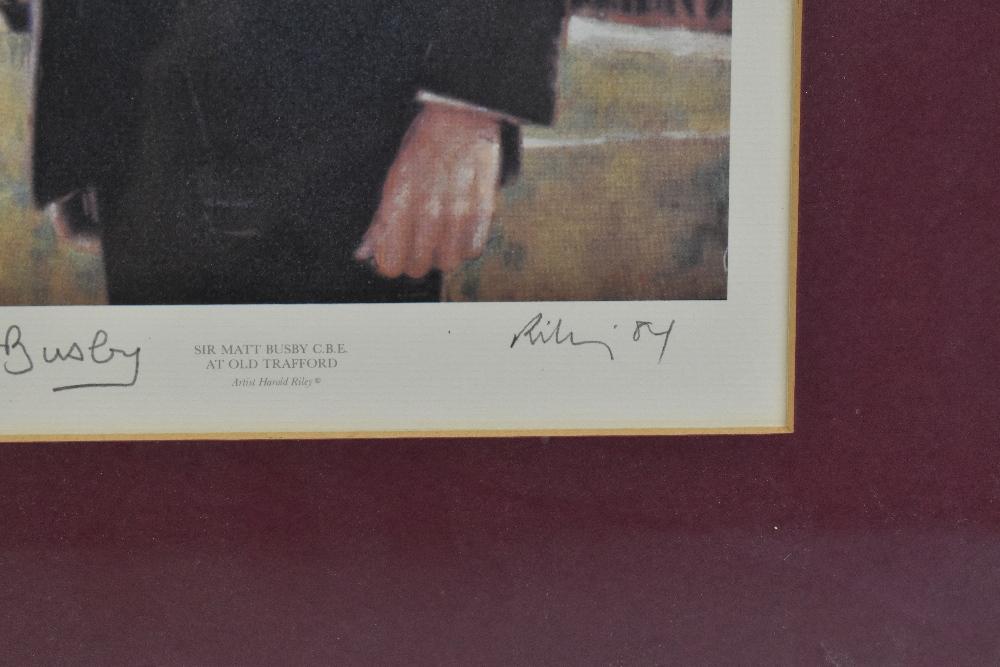 Busby
SIR MATT BUSBY C.B.E.
AT OLD TRAFFORD
Artist Harold Riley ©
Riley '84